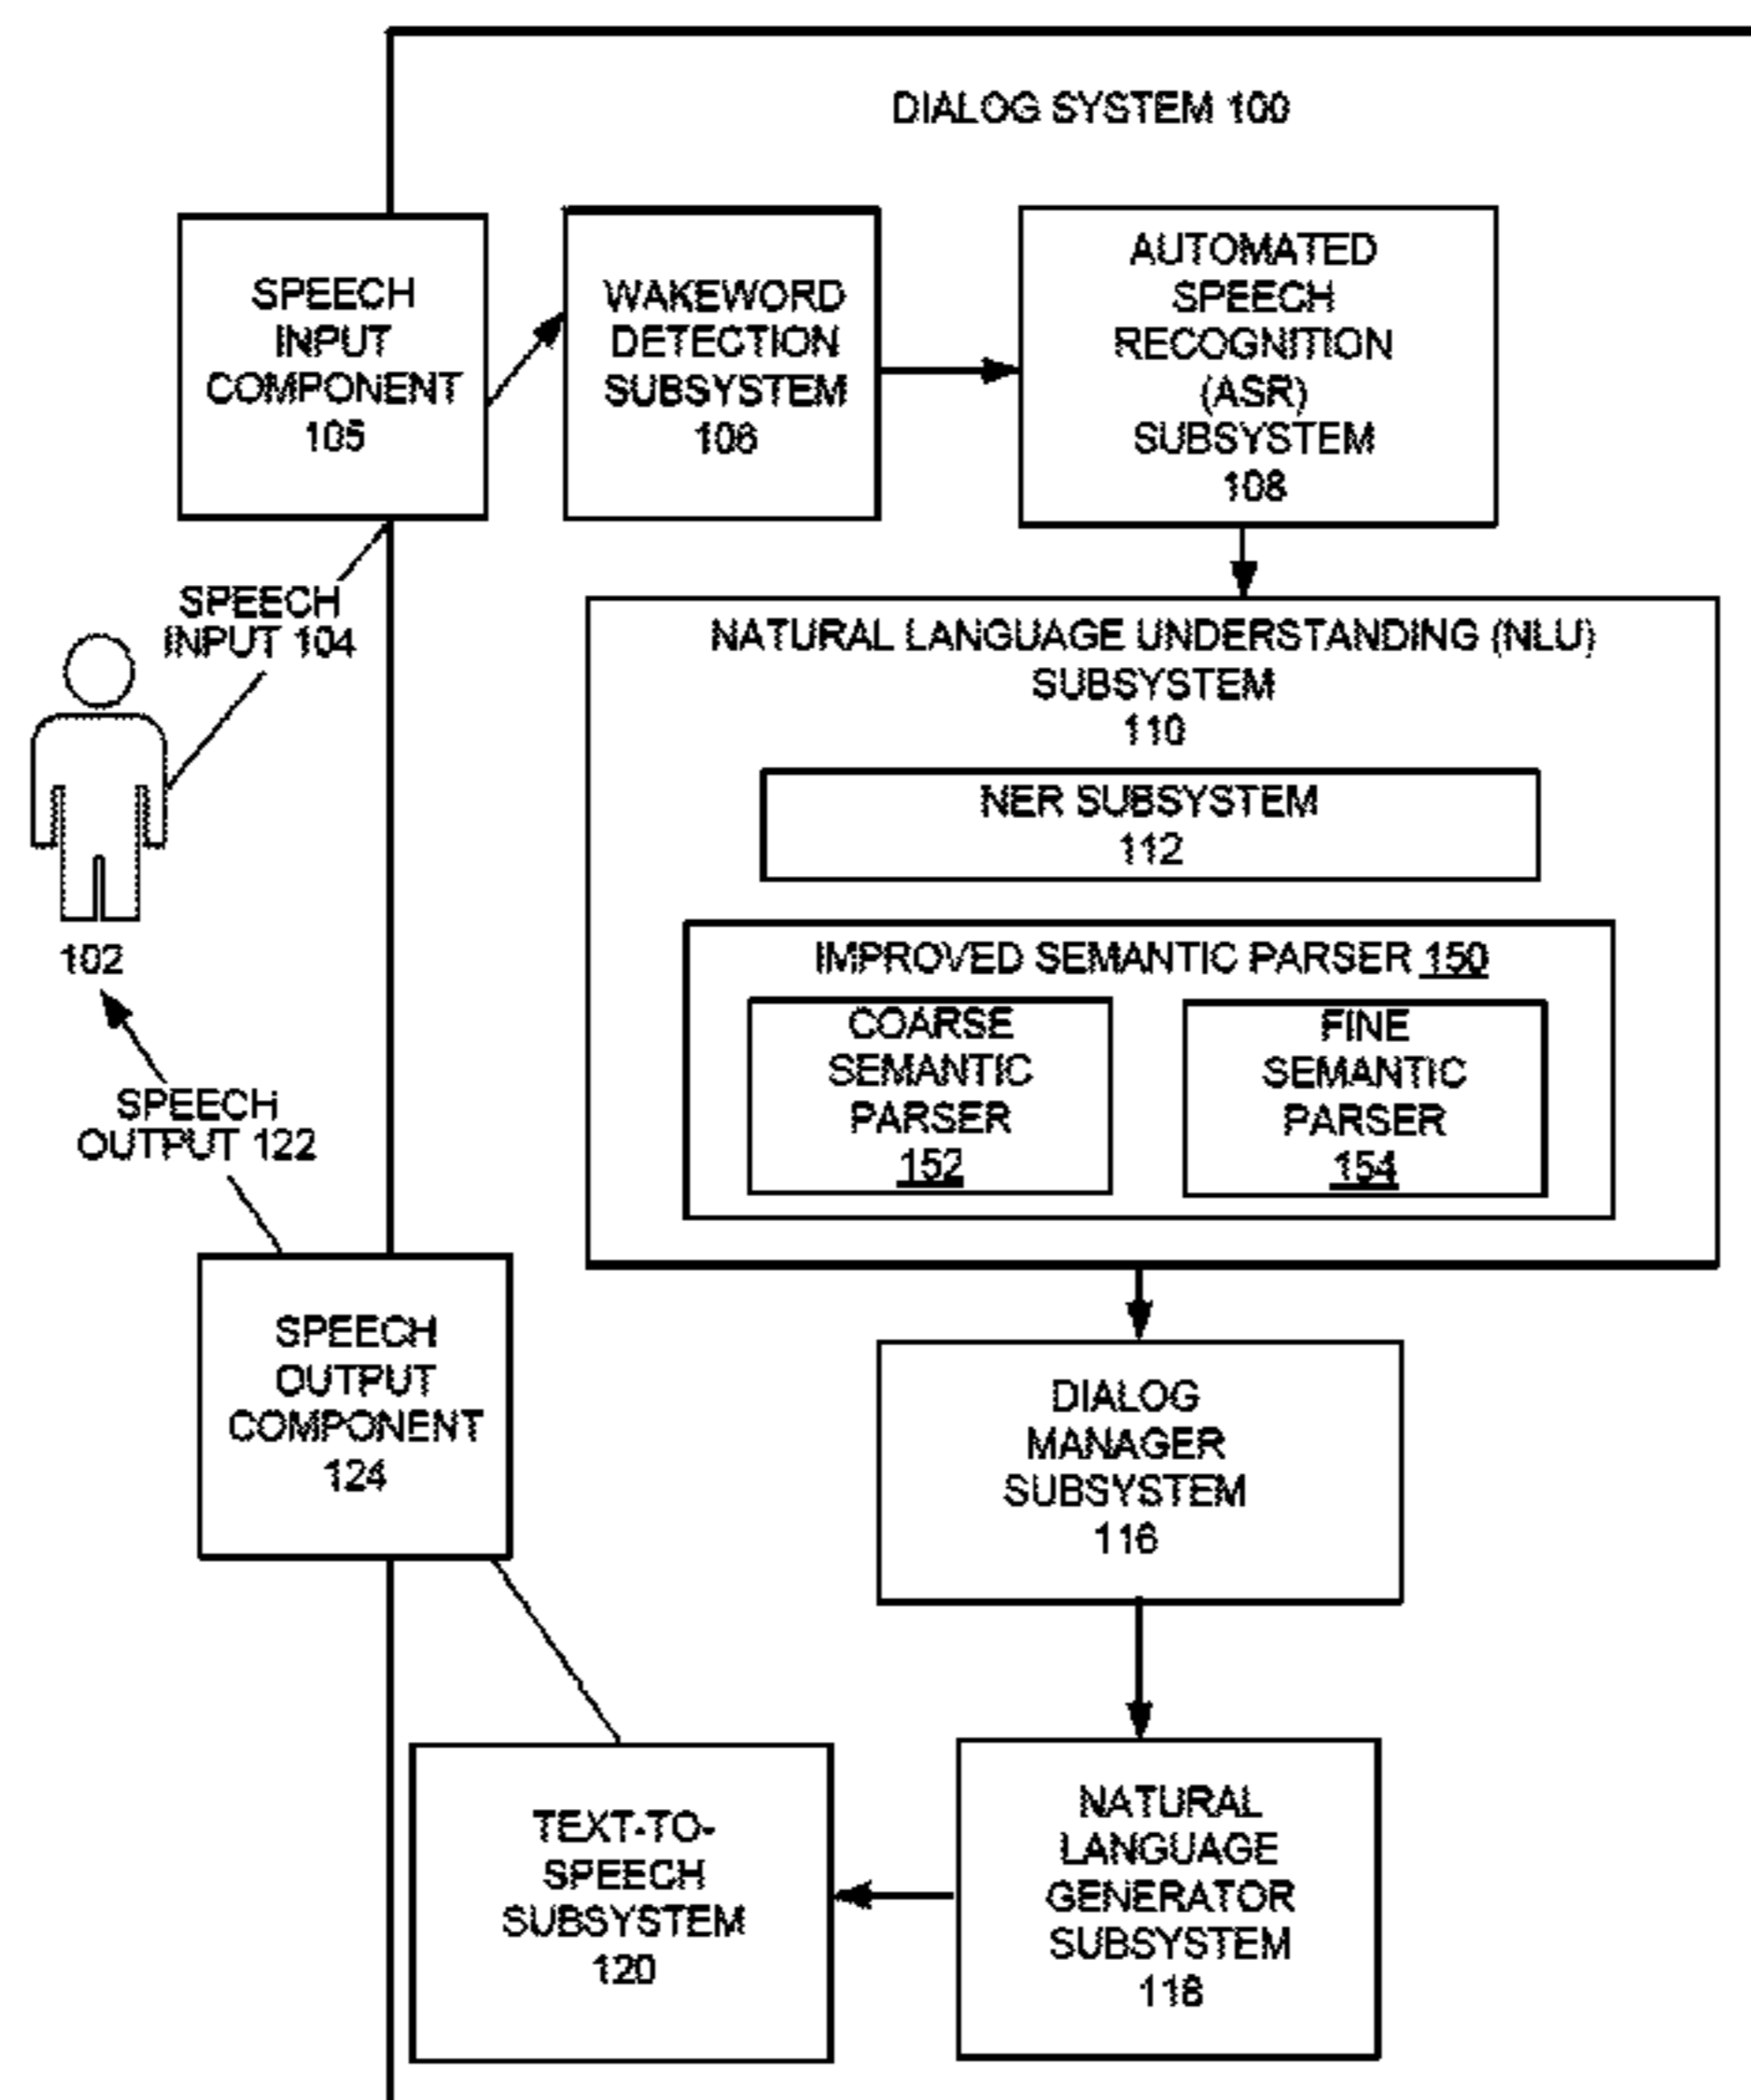 DIALOG SYSTEM 100
SPEECH
INPUT
COMPONENT
105
WAKEWORD
DETECTION
SUBSYSTEM
106
AUTOMATED
SPEECH
RECOGNITION
(ASR)
SUBSYSTEM
108
SPEECH
INPUT 104
102
NATURAL LANGUAGE UNDERSTANDING (NLU)
SUBSYSTEM
110
NER SUBSYSTEM
112
IMPROVED SEMANTIC PARSER 150
COARSE
SEMANTIC
PARSER
152
FINE
SEMANTIC
PARSER
154
SPEECH
OUTPUT 122
SPEECH
OUTPUT
COMPONENT
124
DIALOG
MANAGER
SUBSYSTEM
116
TEXT-TO-
SPEECH
SUBSYSTEM
120
NATURAL
LANGUAGE
GENERATOR
SUBSYSTEM
118